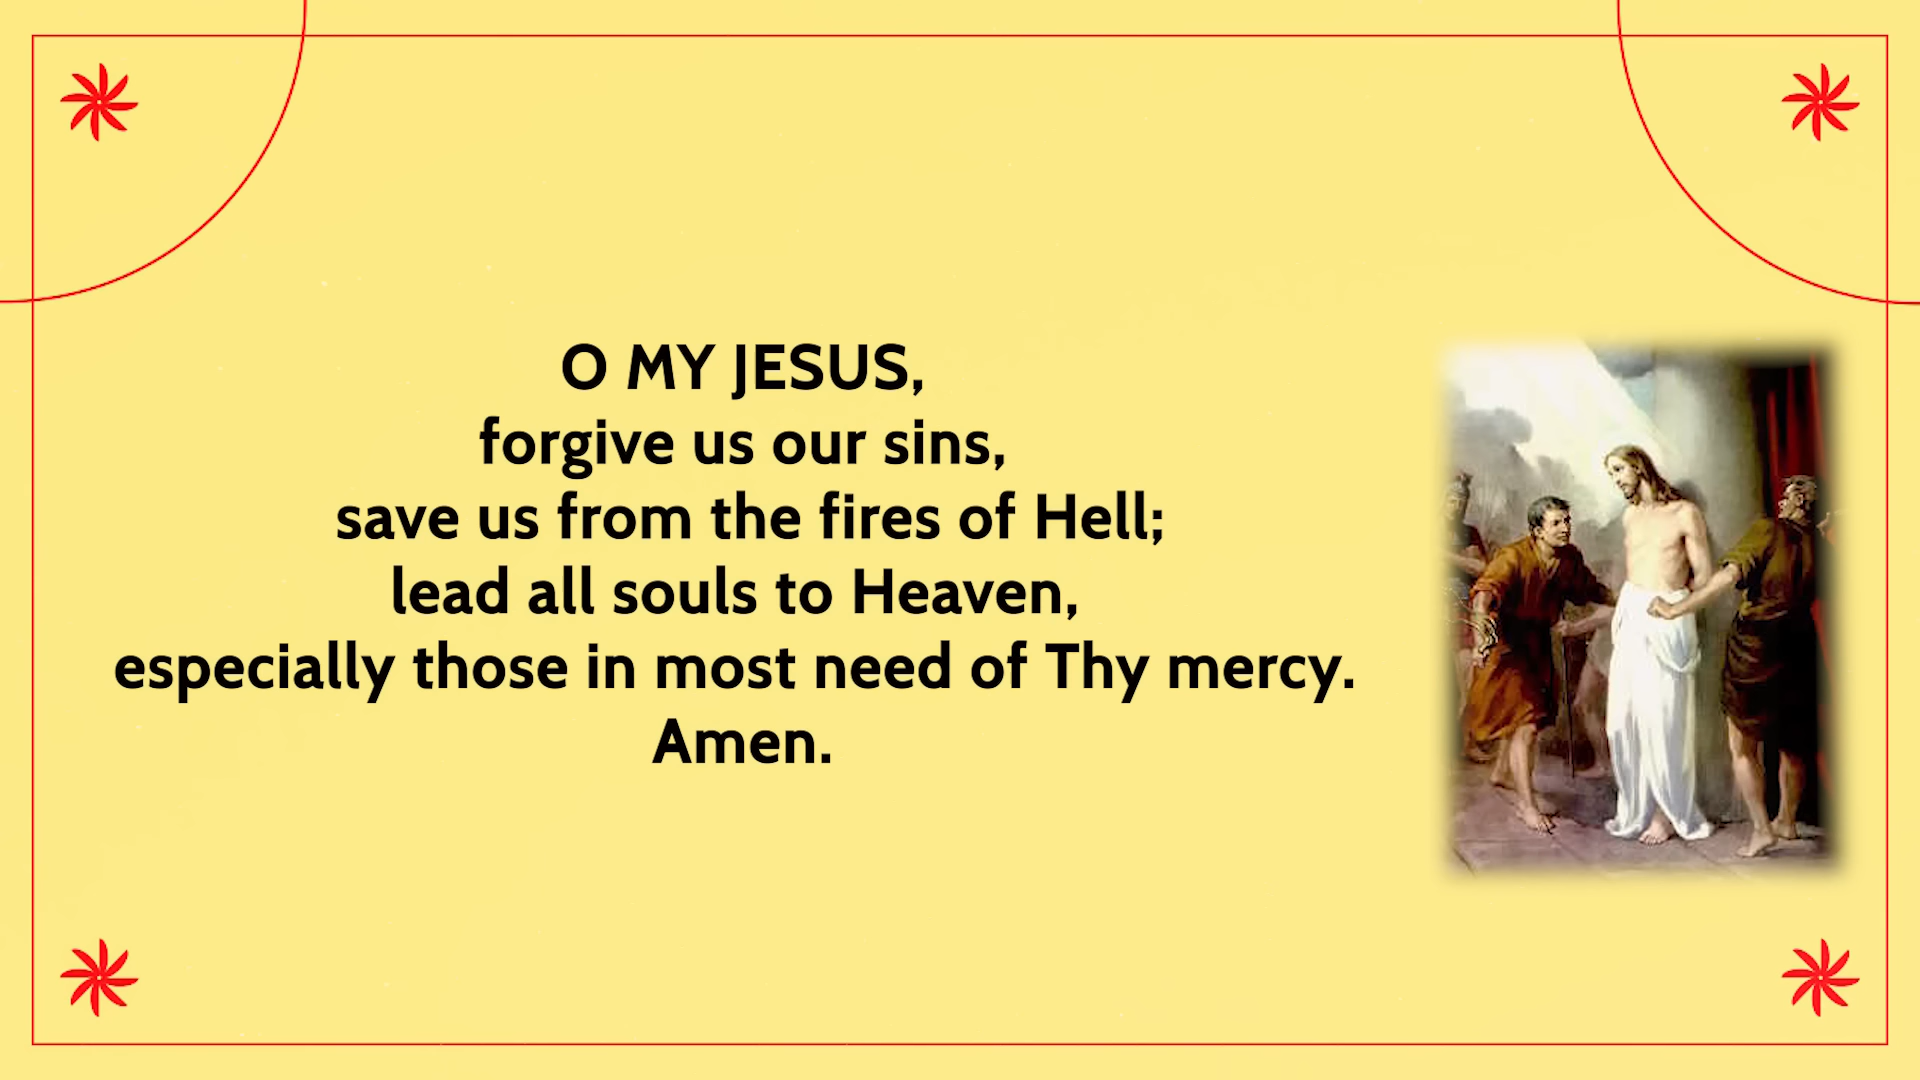 O MY JESUS,
forgive us our sins,
save us from the fires of Hell;
lead all souls to Heaven,
especially those in most need of Thy mercy.
Amen.